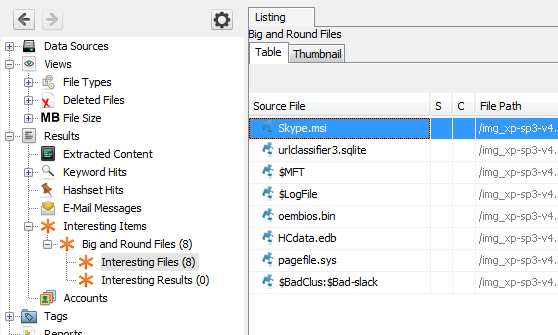 Data Sources
Views
File Types
Deleted Files
MB File Size
Results
Extracted Content
Keyword Hits
Hashset Hits
E-Mail Messages
Interesting Items
Big and Round Files (8)
Interesting Files (8)
Interesting Results (0)
Accounts
Tags
Reports
Listing
Big and Round Files
Table Thumbnail
Source File S C File Path
Skype.msi /img_xp-sp3-v4.
urlclassifier3.sqlite /img_xp-sp3-v4.
$MFT /img_xp-sp3-v4.
$LogFile /img_xp-sp3-v4.
oembios.bin /img_xp-sp3-v4.
HCdata.edb /img_xp-sp3-v4.
pagefile.sys /img_xp-sp3-v4.
$BadClus:$Bad-slack /img_xp-sp3-v4.